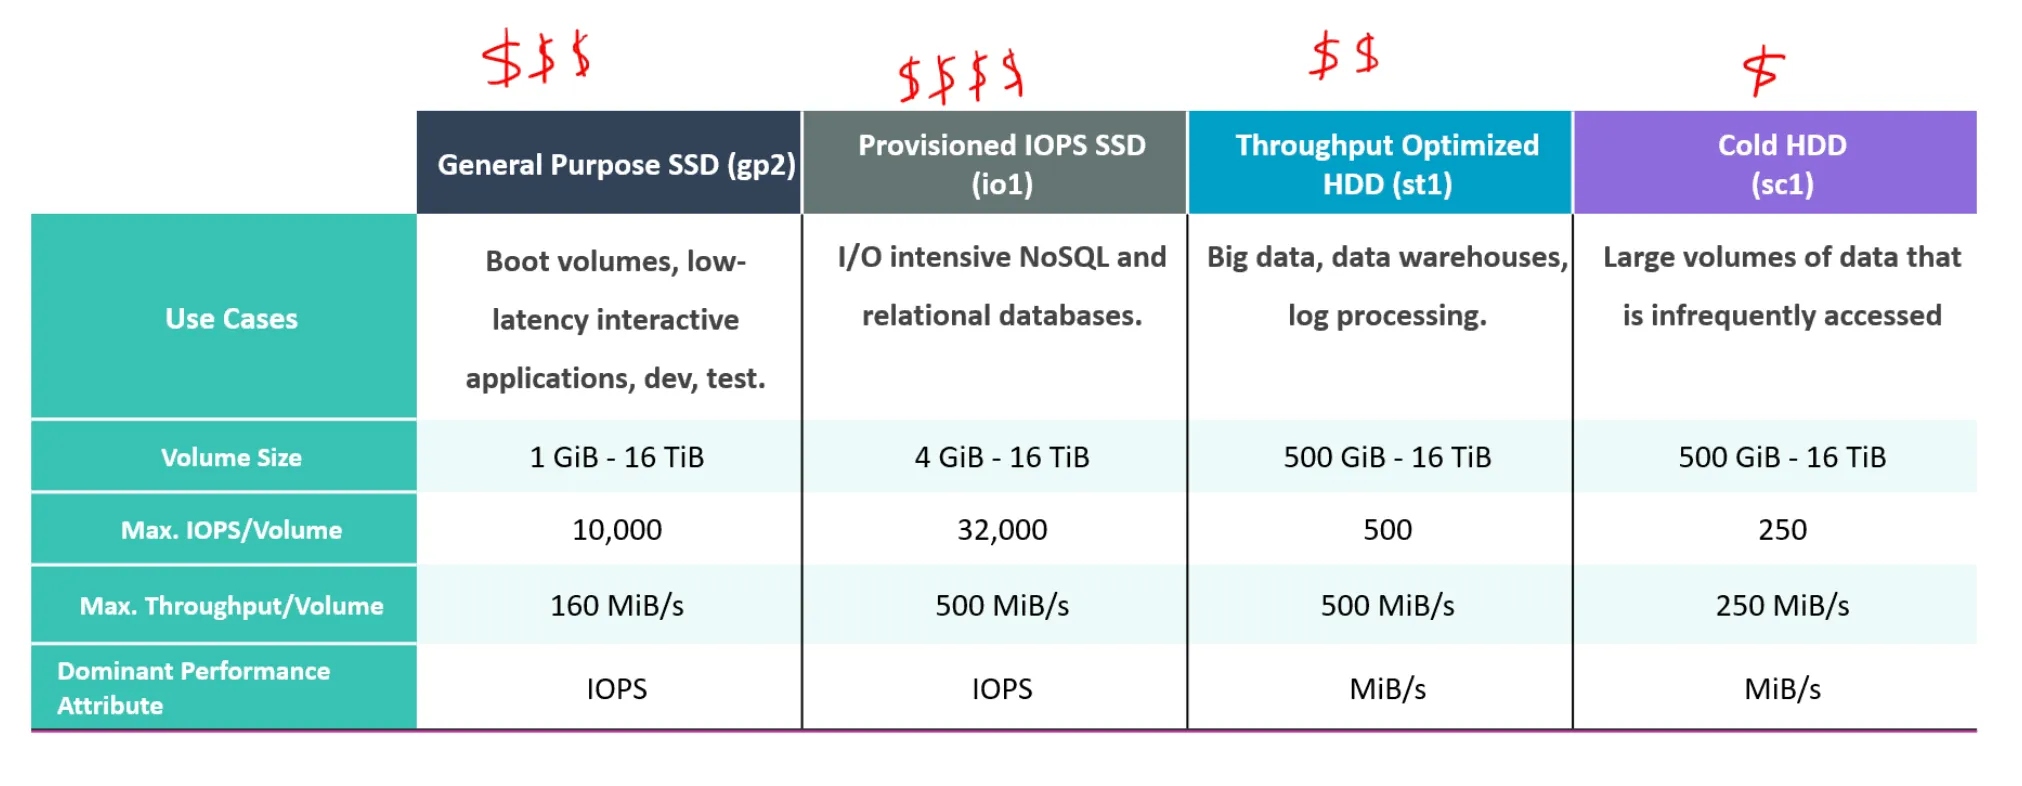 $$$
$$$$
$$
$
General Purpose SSD (gp2)
Provisioned IOPS SSD
(io1)
Throughput Optimized
HDD (st1)
Cold HDD
(sc1)
Use Cases
Boot volumes, low-
latency interactive
applications, dev, test.
I/O intensive NoSQL and
relational databases.
Big data, data warehouses,
log processing.
Large volumes of data that
is infrequently accessed
Volume Size
1 GiB - 16 TiB
4 GiB - 16 TiB
500 GiB - 16 TiB
500 GiB - 16 TiB
Max. IOPS/Volume
10,000
32,000
500
250
Max. Throughput/Volume
160 MiB/s
500 MiB/s
500 MiB/s
250 MiB/s
Dominant Performance
Attribute
IOPS
IOPS
MiB/s
MiB/s